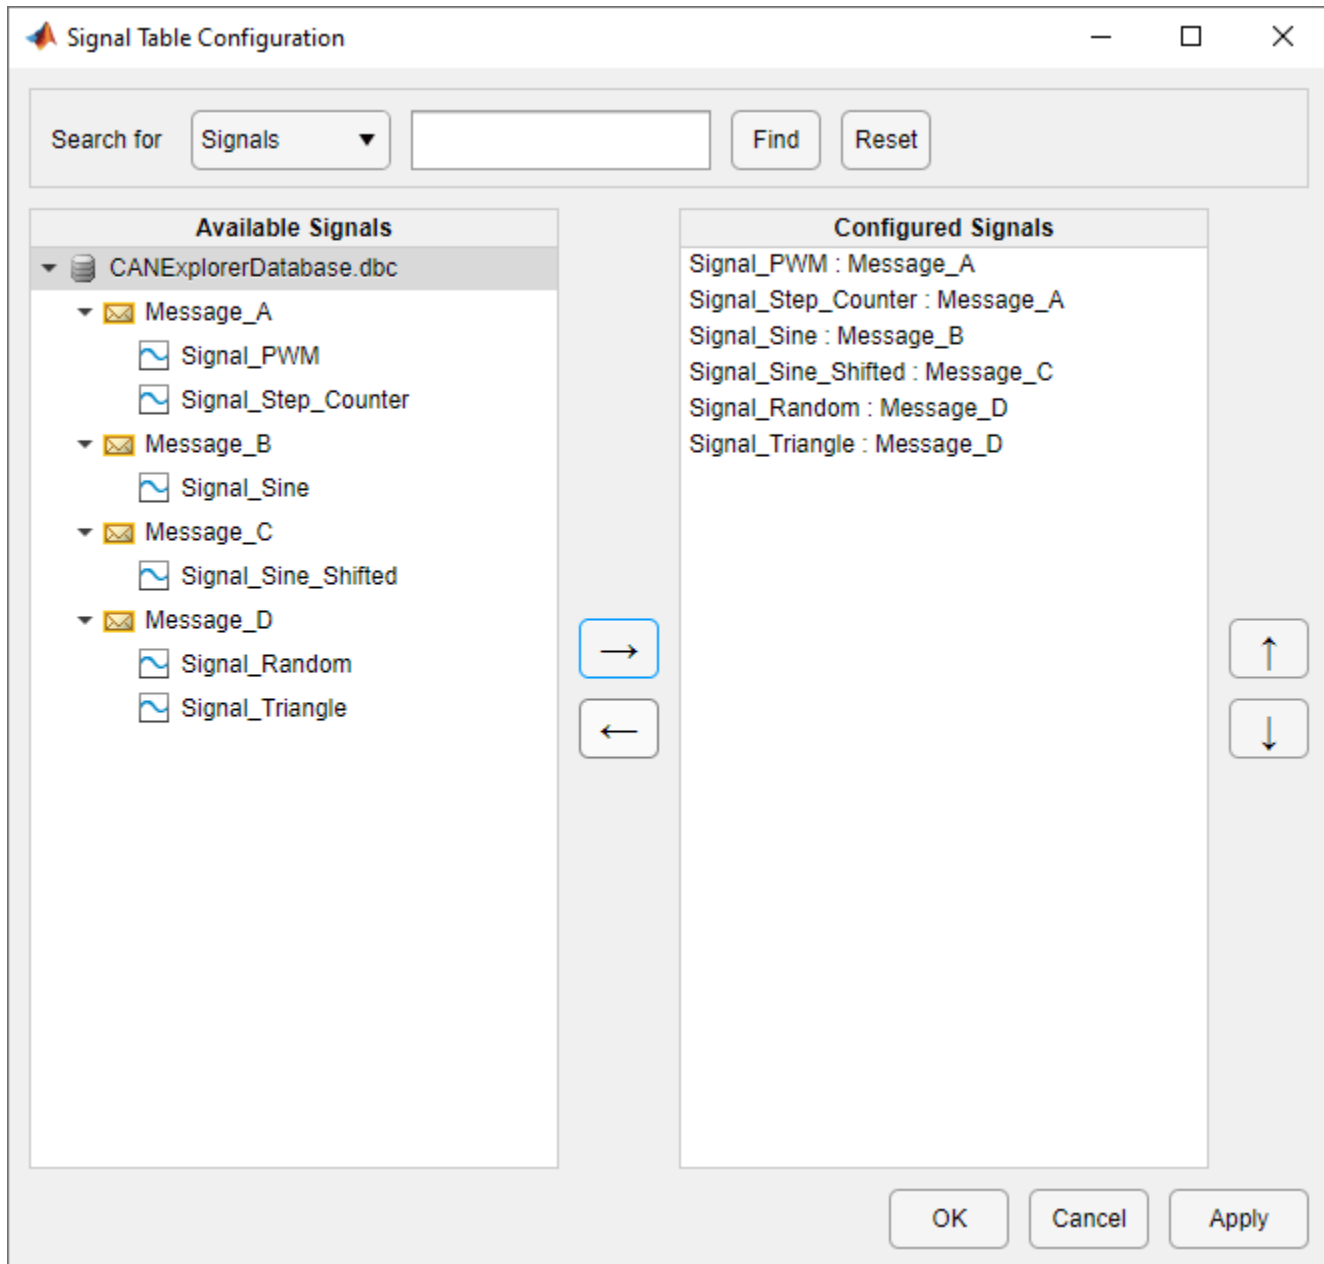 Signal Table Configuration
Search for Signals Find Reset
Available Signals
CANExplorerDatabase.dbc
Message_A
Signal_PWM
Signal_Step_Counter
Message_B
Signal_Sine
Message_C
Signal_Sine_Shifted
Message_D
Signal_Random
Signal_Triangle
Configured Signals
Signal_PWM : Message_A
Signal_Step_Counter : Message_A
Signal_Sine : Message_B
Signal_Sine_Shifted : Message_C
Signal_Random : Message_D
Signal_Triangle : Message_D
OK Cancel Apply